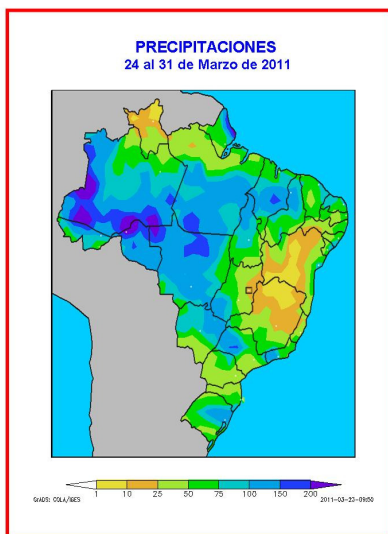 PRECIPITACIONES
24 al 31 de Marzo de 2011
1 10 25 50 75 100 150 200
GrADS: COLA/IGES
2011-03-23-09:50